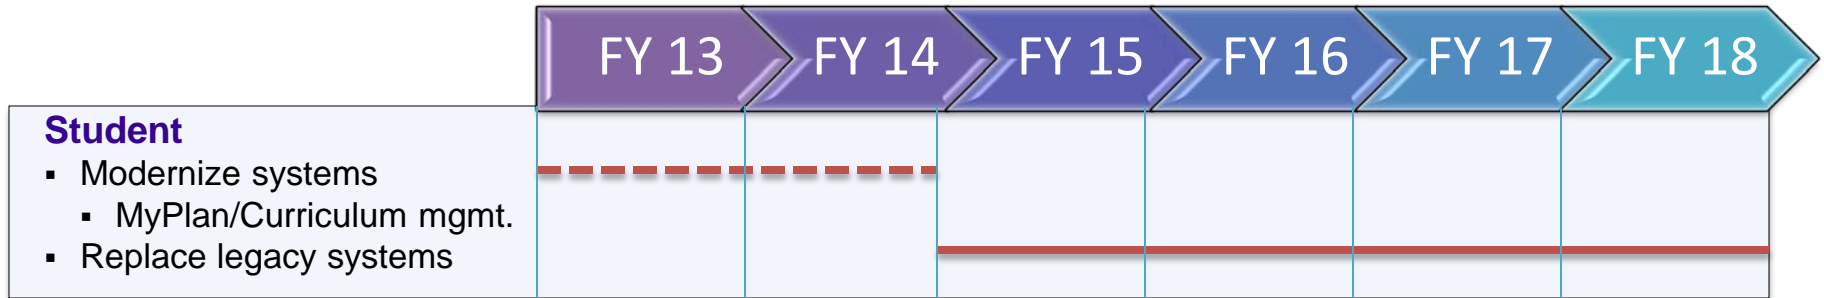 FY 13 FY 14 FY 15 FY 16 FY 17 FY 18
Student
▪ Modernize systems
▪ MyPlan/Curriculum mgmt.
▪ Replace legacy systems